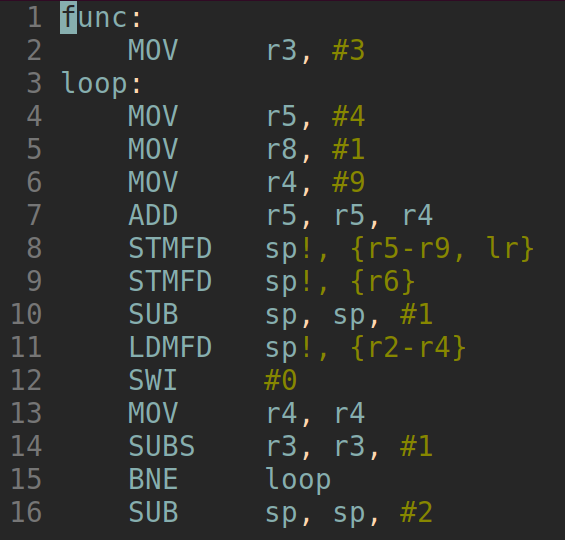 1 func:
2 MOV r3, #3
3 loop:
4 MOV r5, #4
5 MOV r8, #1
6 MOV r4, #9
7 ADD r5, r5, r4
8 STMFD sp!, {r5-r9, lr}
9 STMFD sp!, {r6}
10 SUB sp, sp, #1
11 LDMFD sp!, {r2-r4}
12 SWI #0
13 MOV r4, r4
14 SUBS r3, r3, #1
15 BNE loop
16 SUB sp, sp, #2